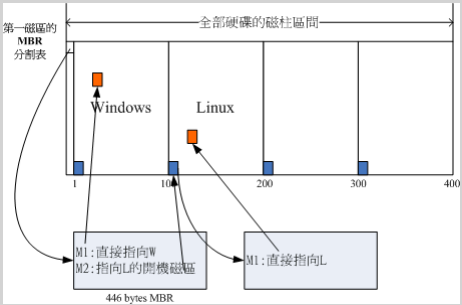 第一磁區的
MBR
分割表
全部硬碟的磁柱區間
Windows
Linux
1
100
200
300
400
M1:直接指向W
M2:指向L的開機磁區
M1:直接指向L
446 bytes MBR